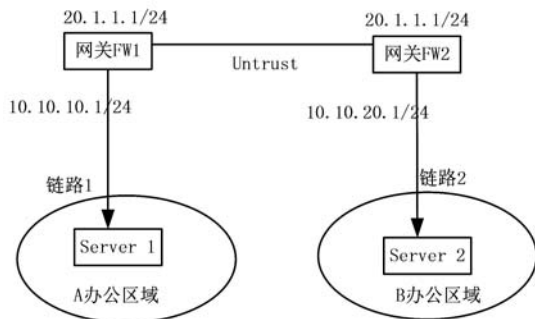 20.1.1.1/24
20.1.1.1/24
网关FW1
网关FW2
Untrust
10.10.10.1/24
10.10.20.1/24
链路1
链路2
Server 1
Server 2
A办公区域
B办公区域